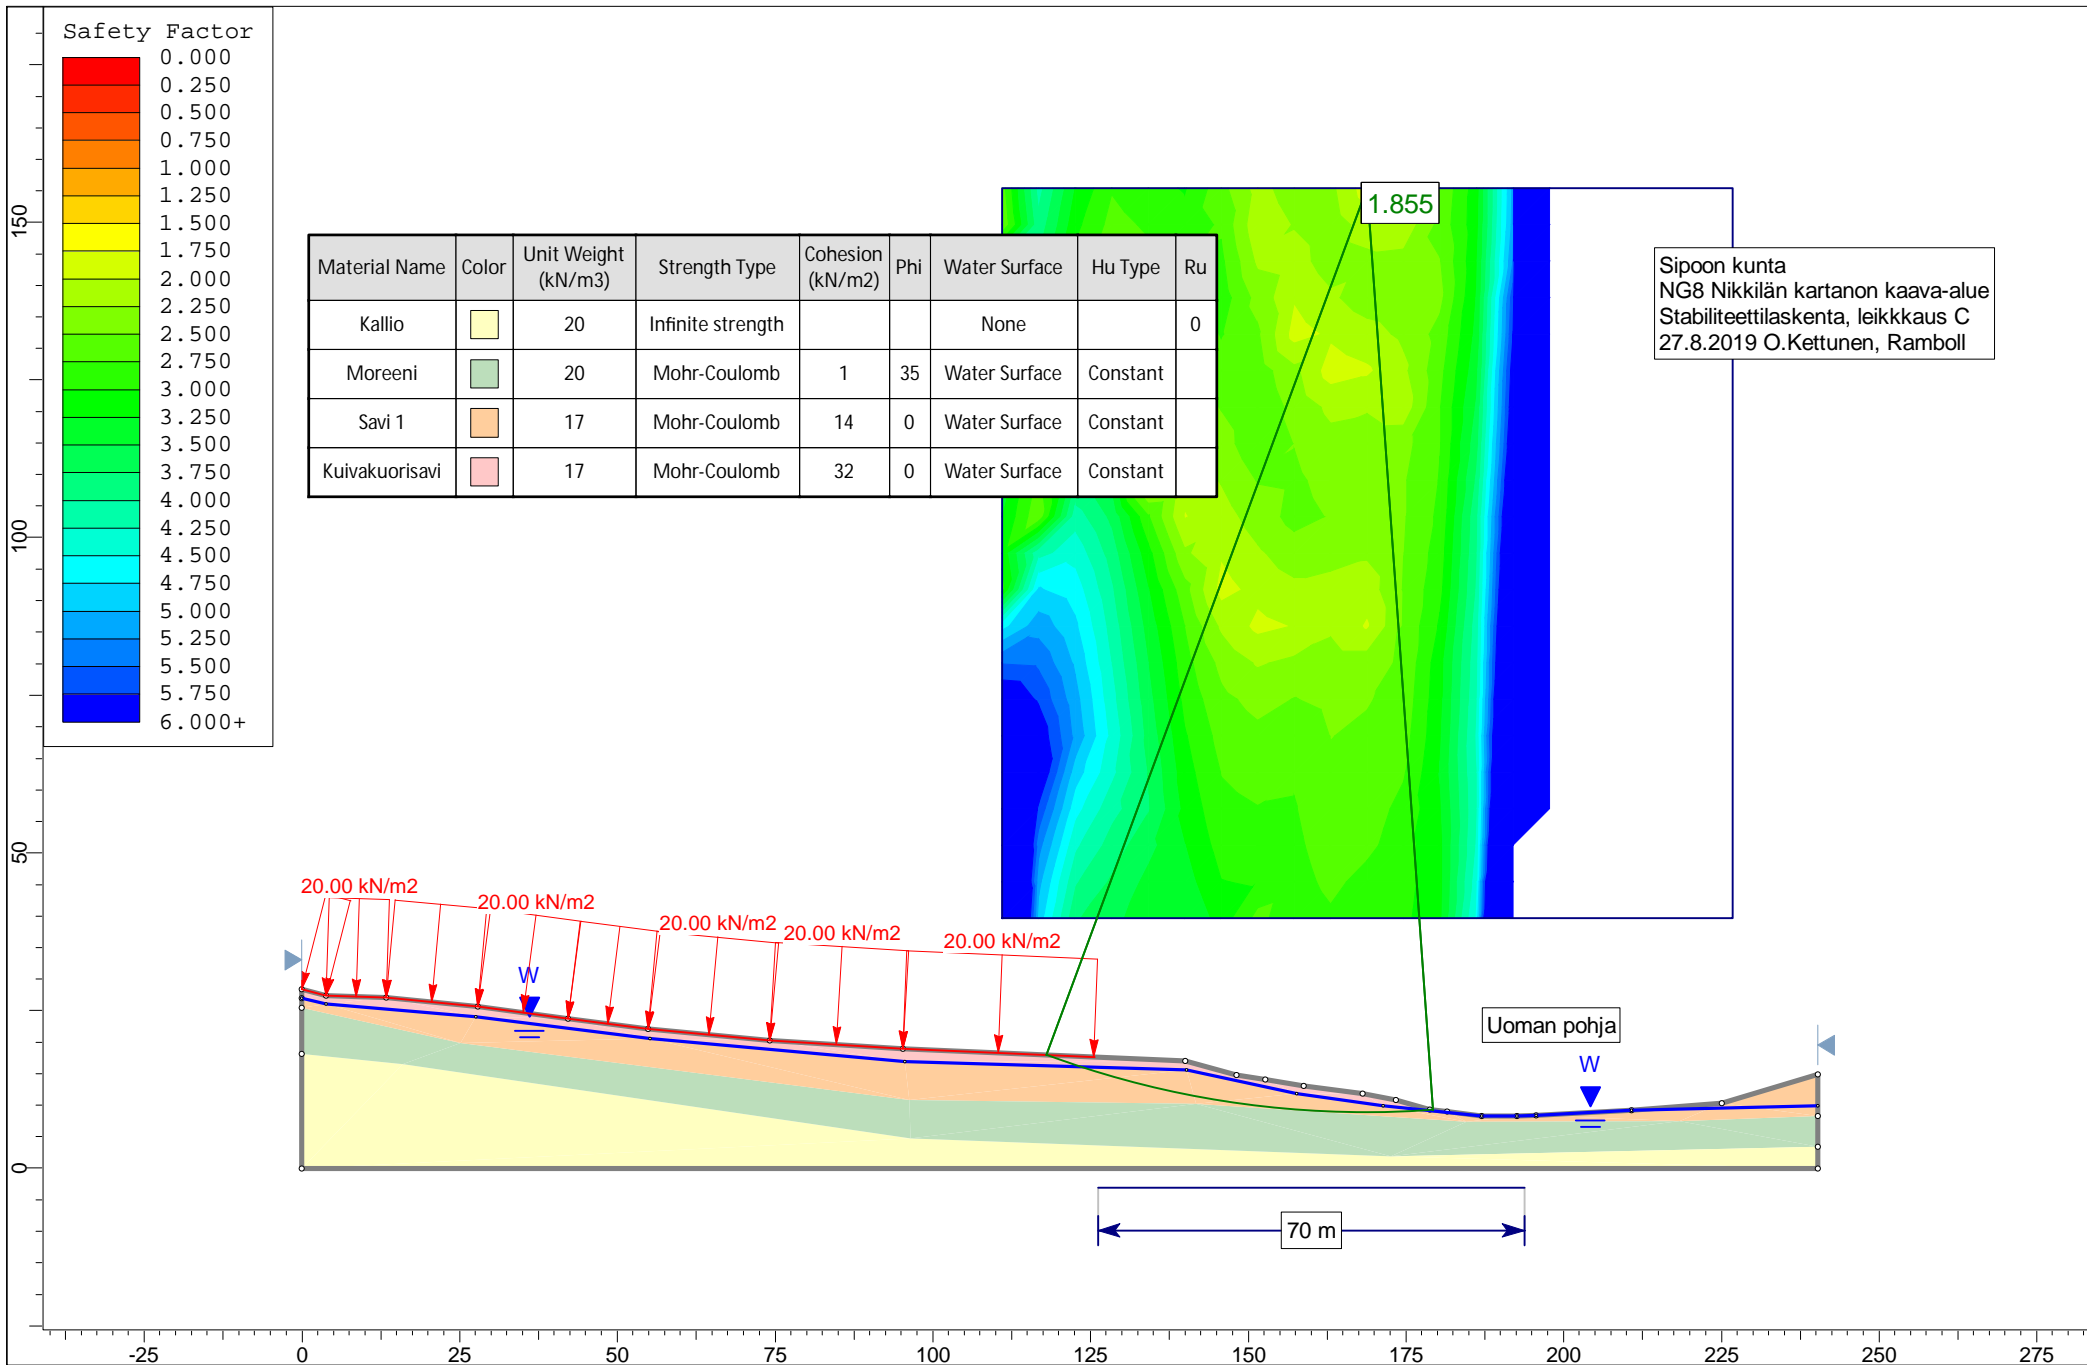 Safety Factor
0.000
0.250
0.500
0.750
1.000
1.250
1.500
1.750
2.000
2.250
2.500
2.750
3.000
3.250
3.500
3.750
4.000
4.250
4.500
4.750
5.000
5.250
5.500
5.750
6.000+
1.855
Material Name Color Unit Weight (kN/m3) Strength Type Cohesion (kN/m2) Phi Water Surface Hu Type Ru
Kallio 20 Infinite strength None 0
Moreeni 20 Mohr-Coulomb 1 35 Water Surface Constant
Savi 1 17 Mohr-Coulomb 14 0 Water Surface Constant
Kuivakuorisavi 17 Mohr-Coulomb 32 0 Water Surface Constant
Sipoon kunta
NG8 Nikkilän kartanon kaava-alue
Stabiliteettilaskenta, leikkkaus C
27.8.2019 O.Kettunen, Ramboll
20.00 kN/m2
20.00 kN/m2
20.00 kN/m2
20.00 kN/m2
20.00 kN/m2
W
Uoman pohja
W
70 m
150
100
50
0
-25 0 25 50 75 100 125 150 175 200 225 250 275